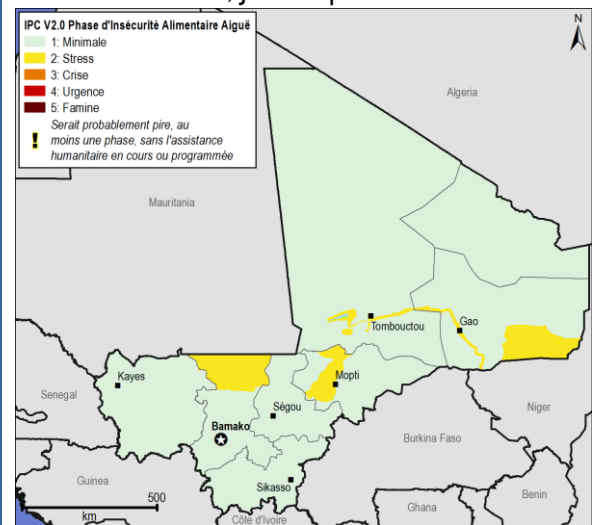 IPC V2.0 Phase d'Insécurité Alimentaire Aiguë
1: Minimale
2: Stress
3: Crise
4: Urgence
5: Famine
! Serait probablement pire, au
moins une phase, sans l'assistance
humanitaire en cours ou programmée
N
Algeria
Mauritania
Tombouctou
Gao
Kayes
Mopti
Senegal
Ségou
Niger
Bamako
Burkina Faso
Guinea
Sikasso
Benin
500
km
Ghana
Côte d'Ivoire